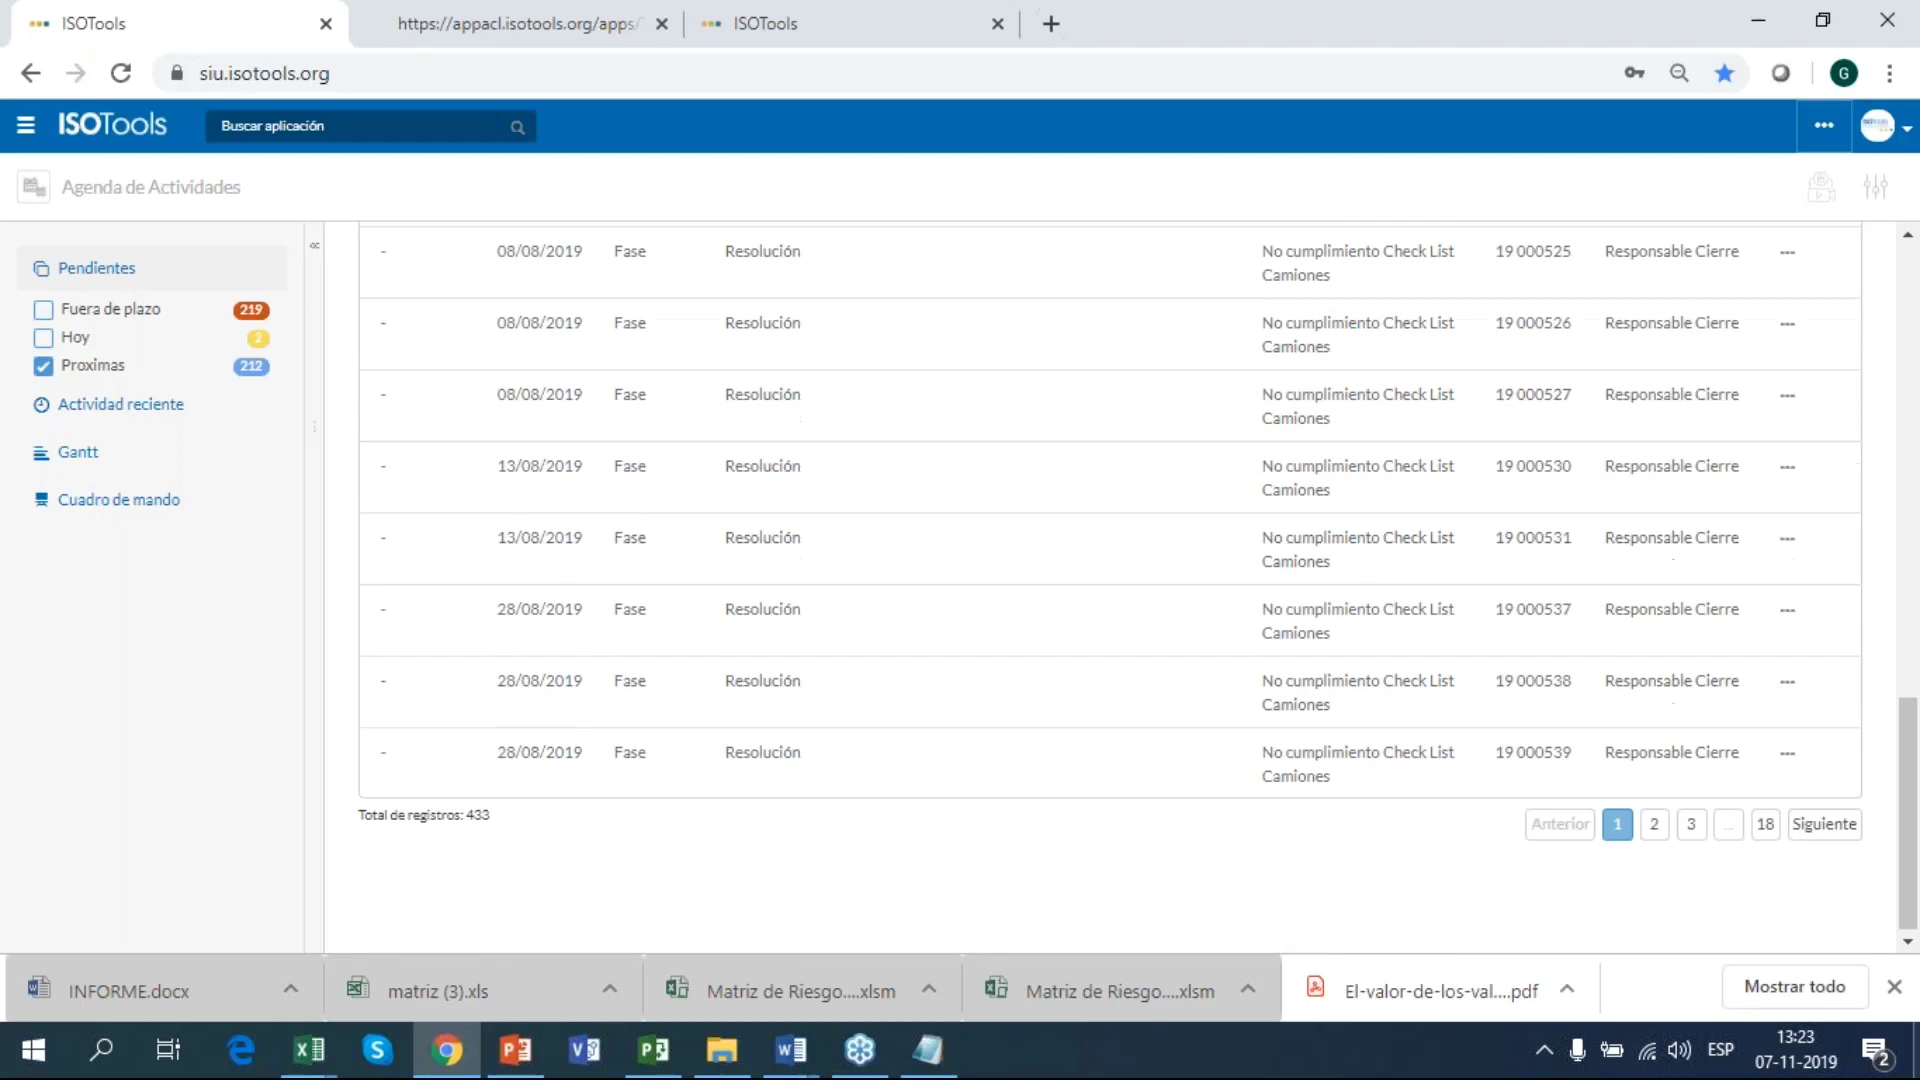 ISOTools
https://appacl.isotools.org/apps/
ISOTools
siu.isotools.org
G
ISOTools
Buscar aplicación
Agenda de Actividades
Pendientes
Fuera de plazo 219
Hoy 2
Proximas 212
Actividad reciente
Gantt
Cuadro de mando
- 08/08/2019 Fase Resolución No cumplimiento Check List 19 000525 Responsable Cierre ---
Camiones
- 08/08/2019 Fase Resolución No cumplimiento Check List 19 000526 Responsable Cierre ---
Camiones
- 08/08/2019 Fase Resolución No cumplimiento Check List 19 000527 Responsable Cierre ---
Camiones
- 13/08/2019 Fase Resolución No cumplimiento Check List 19 000530 Responsable Cierre ---
Camiones
- 13/08/2019 Fase Resolución No cumplimiento Check List 19 000531 Responsable Cierre ---
Camiones
- 28/08/2019 Fase Resolución No cumplimiento Check List 19 000537 Responsable Cierre ---
Camiones
- 28/08/2019 Fase Resolución No cumplimiento Check List 19 000538 Responsable Cierre ---
Camiones
- 28/08/2019 Fase Resolución No cumplimiento Check List 19 000539 Responsable Cierre ---
Camiones
Total de registros: 433
Anterior 1 2 3 ... 18 Siguiente
INFORME.docx
matriz (3).xls
Matriz de Riesgo....xlsm
Matriz de Riesgo....xlsm
El-valor-de-los-val....pdf
Mostrar todo
ESP
13:23
07-11-2019
2